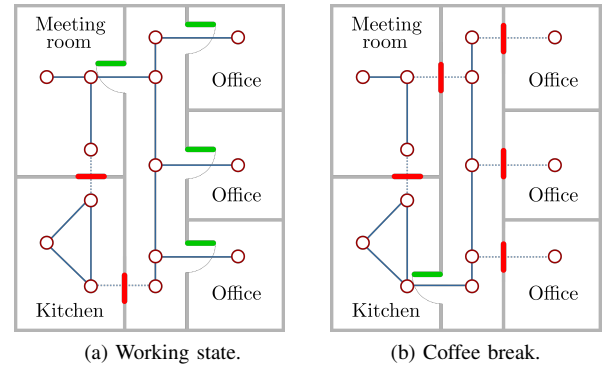 Meeting
room
Office
Office
Office
Kitchen
(a) Working state.
Meeting
room
Office
Office
Office
Kitchen
(b) Coffee break.